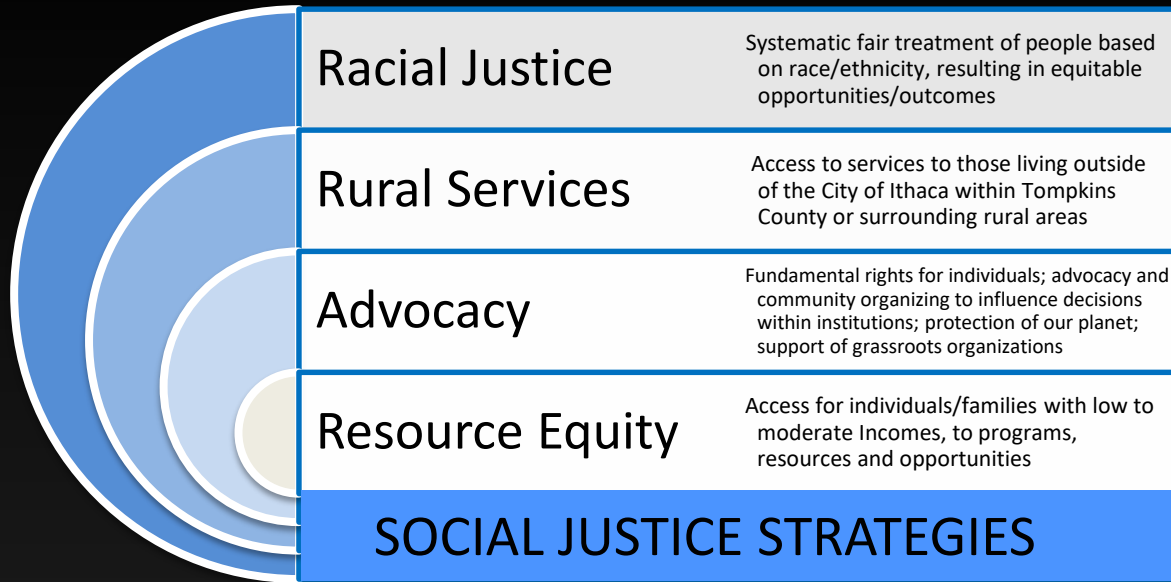 Racial Justice
Systematic fair treatment of people based
on race/ethnicity, resulting in equitable
opportunities/outcomes
Rural Services
Access to services to those living outside
of the City of Ithaca within Tompkins
County or surrounding rural areas
Advocacy
Fundamental rights for individuals; advocacy and
community organizing to influence decisions
within institutions; protection of our planet;
support of grassroots organizations
Resource Equity
Access for individuals/families with low to
moderate Incomes, to programs,
resources and opportunities
SOCIAL JUSTICE STRATEGIES